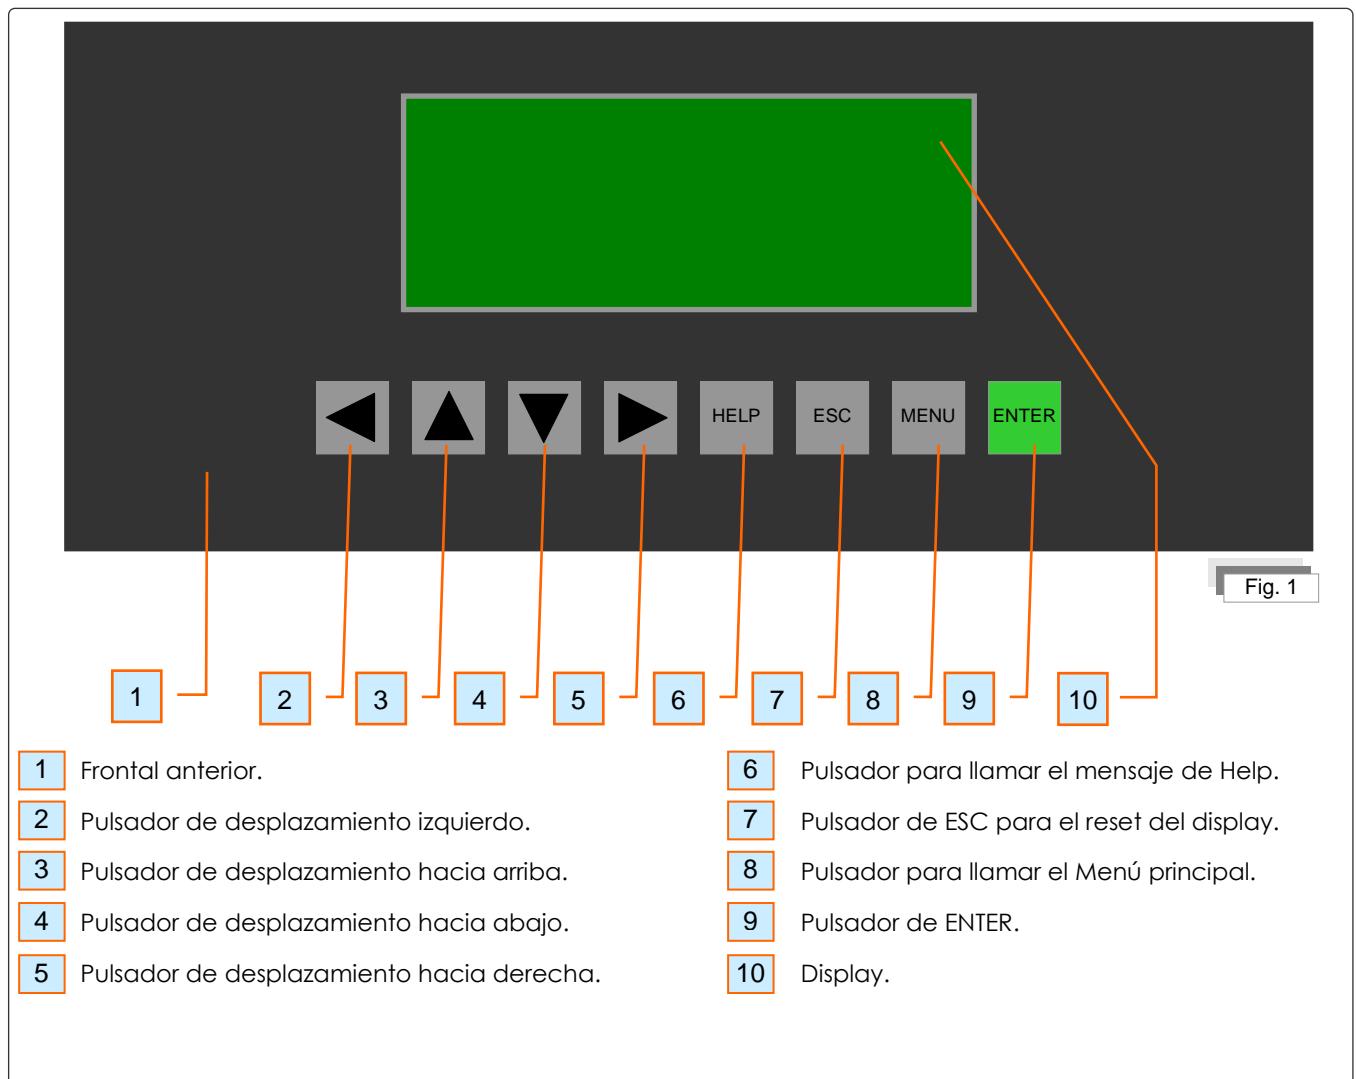 HELP ESC MENU ENTER
Fig. 1
1 2 3 4 5 6 7 8 9 10
1 Frontal anterior.
2 Pulsador de desplazamiento izquierdo.
3 Pulsador de desplazamiento hacia arriba.
4 Pulsador de desplazamiento hacia abajo.
5 Pulsador de desplazamiento hacia derecha.
6 Pulsador para llamar el mensaje de Help.
7 Pulsador de ESC para el reset del display.
8 Pulsador para llamar el Menú principal.
9 Pulsador de ENTER.
10 Display.